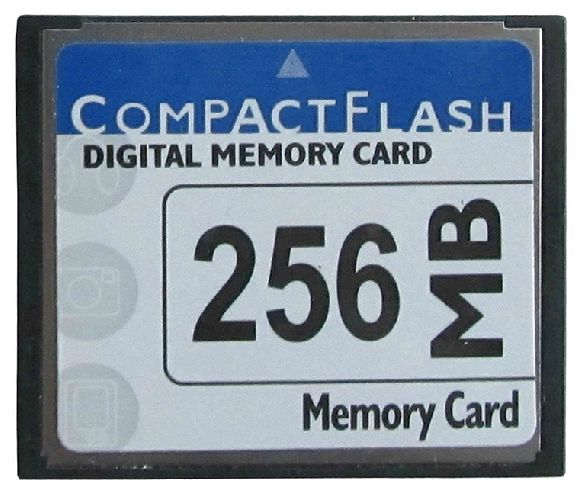 COMPACTFLASH
DIGITAL MEMORY CARD
256 MB
Memory Card